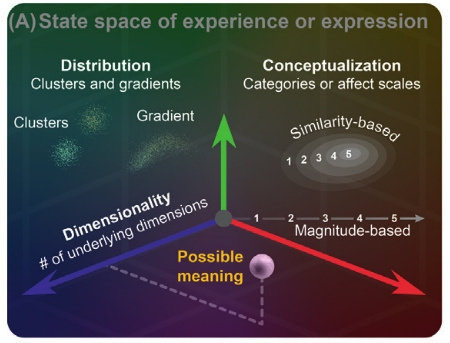 (A) State space of experience or expression
Distribution
Clusters and gradients
Conceptualization
Categories or affect scales
Clusters
Gradient
Similarity-based
1 2 3 4 5
Dimensionality
# of underlying dimensions
1 2 3 4 5
Magnitude-based
Possible
meaning